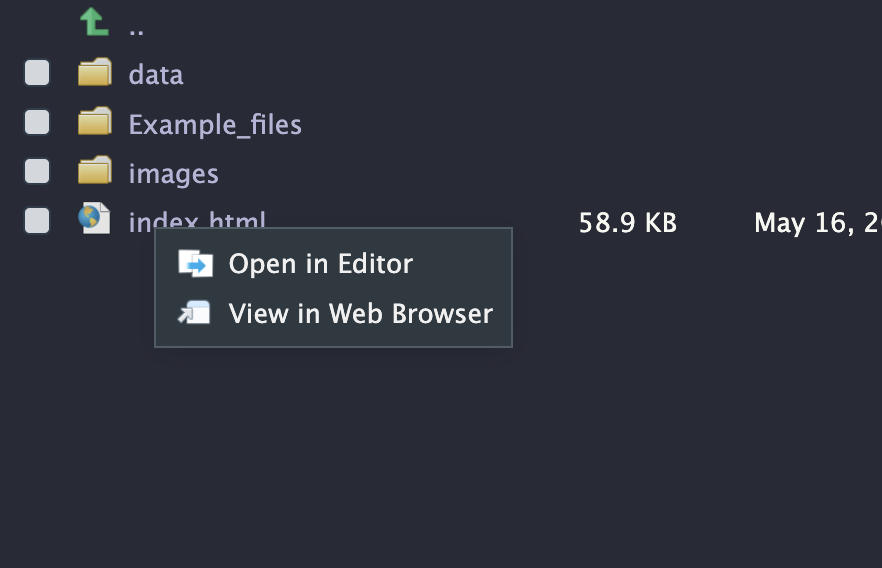 ..
data
Example_files
images
index.html 58.9 KB May 16, 2
Open in Editor
View in Web Browser